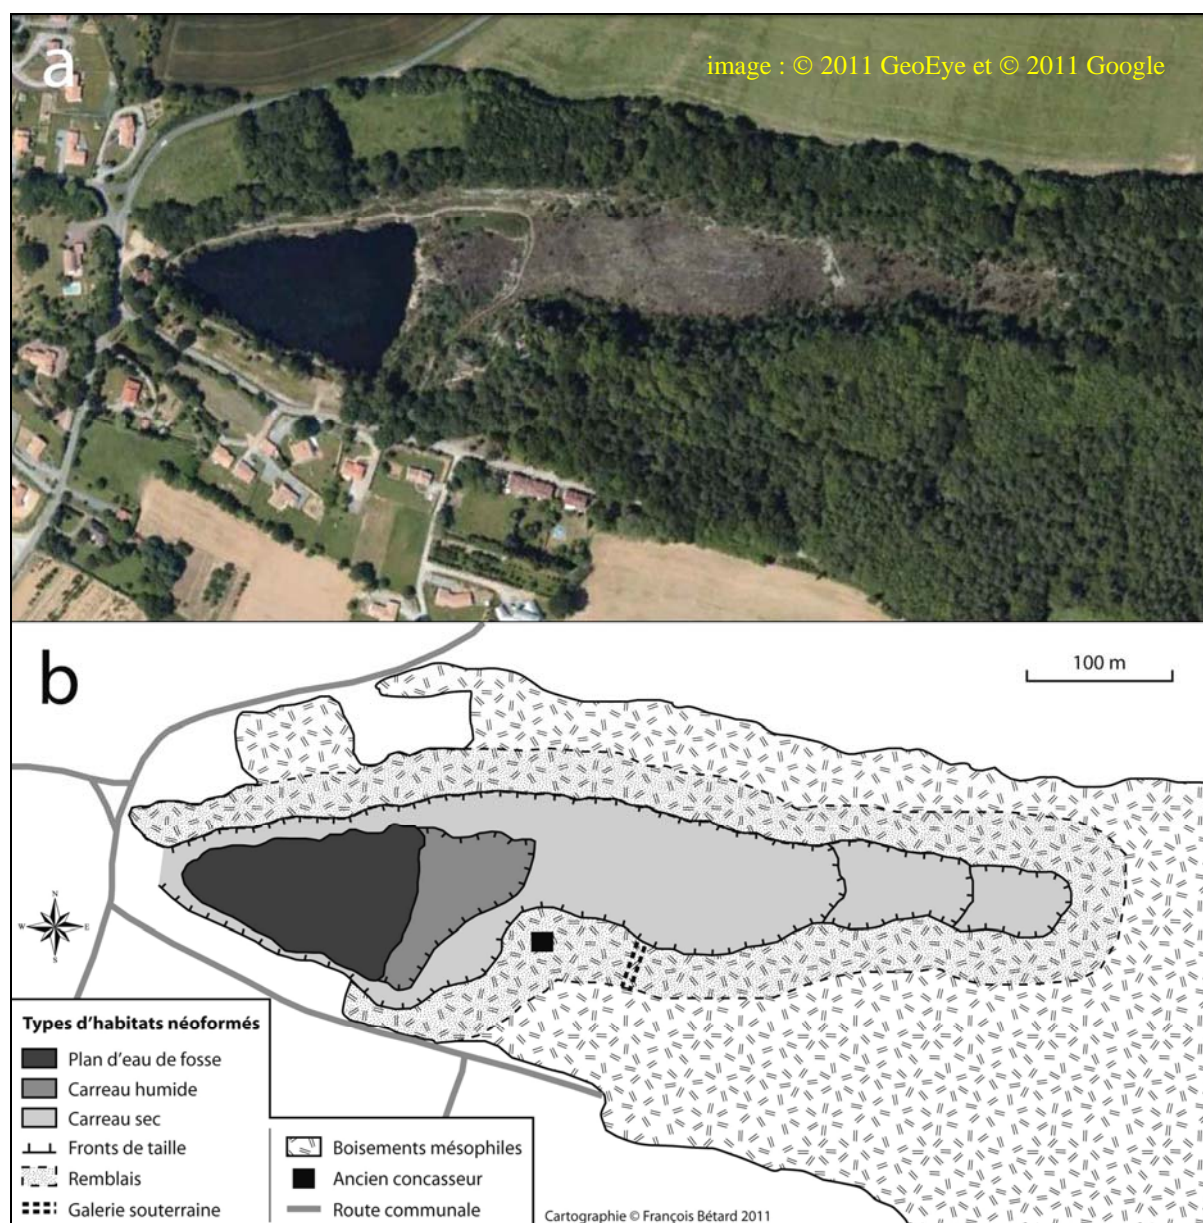 a
image : © 2011 GeoEye et © 2011 Google
b
100 m
N
W
E
S
Types d'habitats néoformés
Plan d'eau de fosse
Carreau humide
Carreau sec
Fronts de taille
Remblais
Galerie souterraine
Boisements mésophiles
Ancien concasseur
Route communale
Cartographie © François Bétard 2011